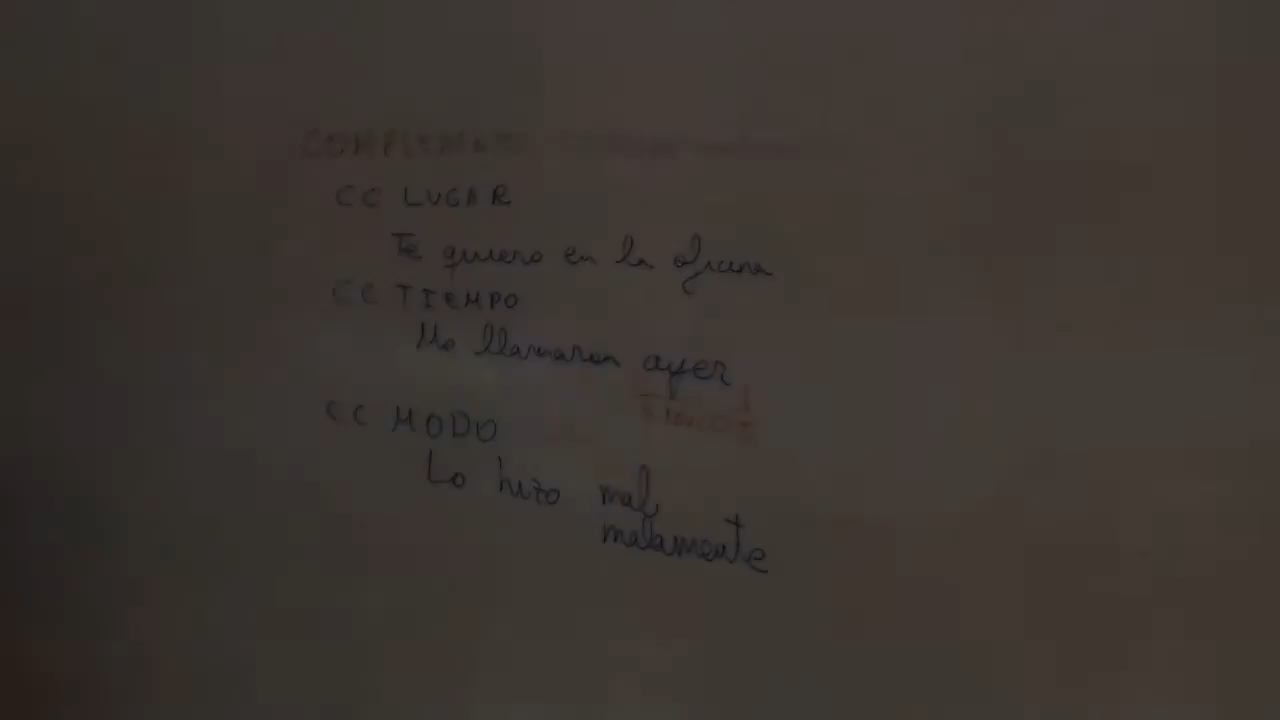 CC LUGAR
Te quiero en la oficina
CC TIEMPO
Me llamaron ayer
CC MODO
Lo hizo mal
malamente